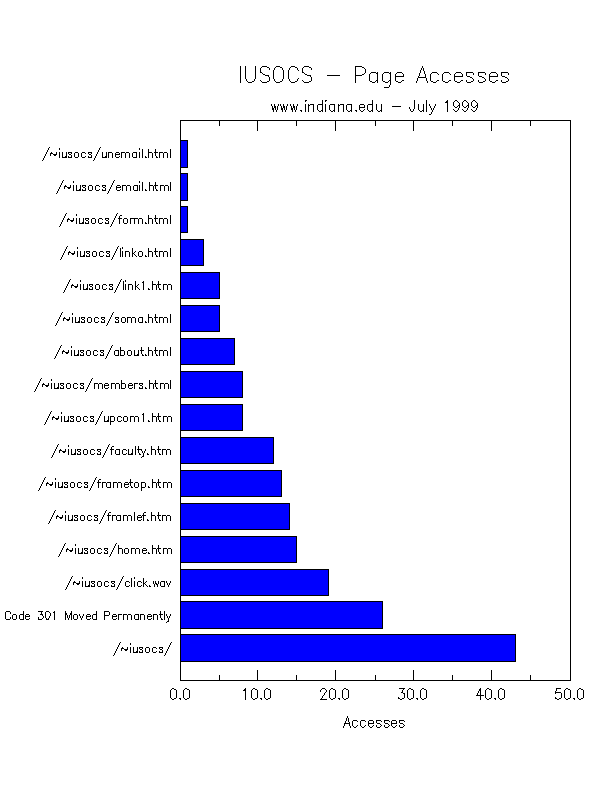 IUSOCS - Page Accesses
www.indiana.edu - July 1999
/~iusocs/unemail.html
/~iusocs/email.html
/~iusocs/form.html
/~iusocs/linko.html
/~iusocs/link1.htm
/~iusocs/soma.html
/~iusocs/about.html
/~iusocs/members.html
/~iusocs/upcom1.htm
/~iusocs/faculty.htm
/~iusocs/frametop.htm
/~iusocs/framlef.htm
/~iusocs/home.htm
/~iusocs/click.wav
Code 301 Moved Permanently
/~iusocs/
0.0 10.0 20.0 30.0 40.0 50.0
Accesses